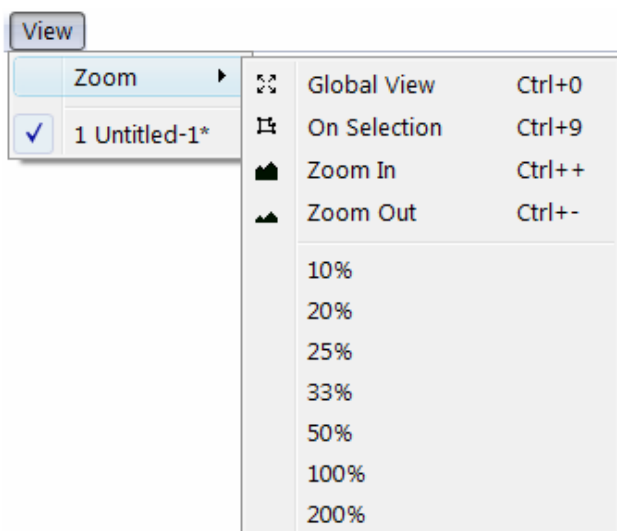 View
Zoom
1 Untitled-1*
Global View Ctrl+0
On Selection Ctrl+9
Zoom In Ctrl++
Zoom Out Ctrl+-
10%
20%
25%
33%
50%
100%
200%